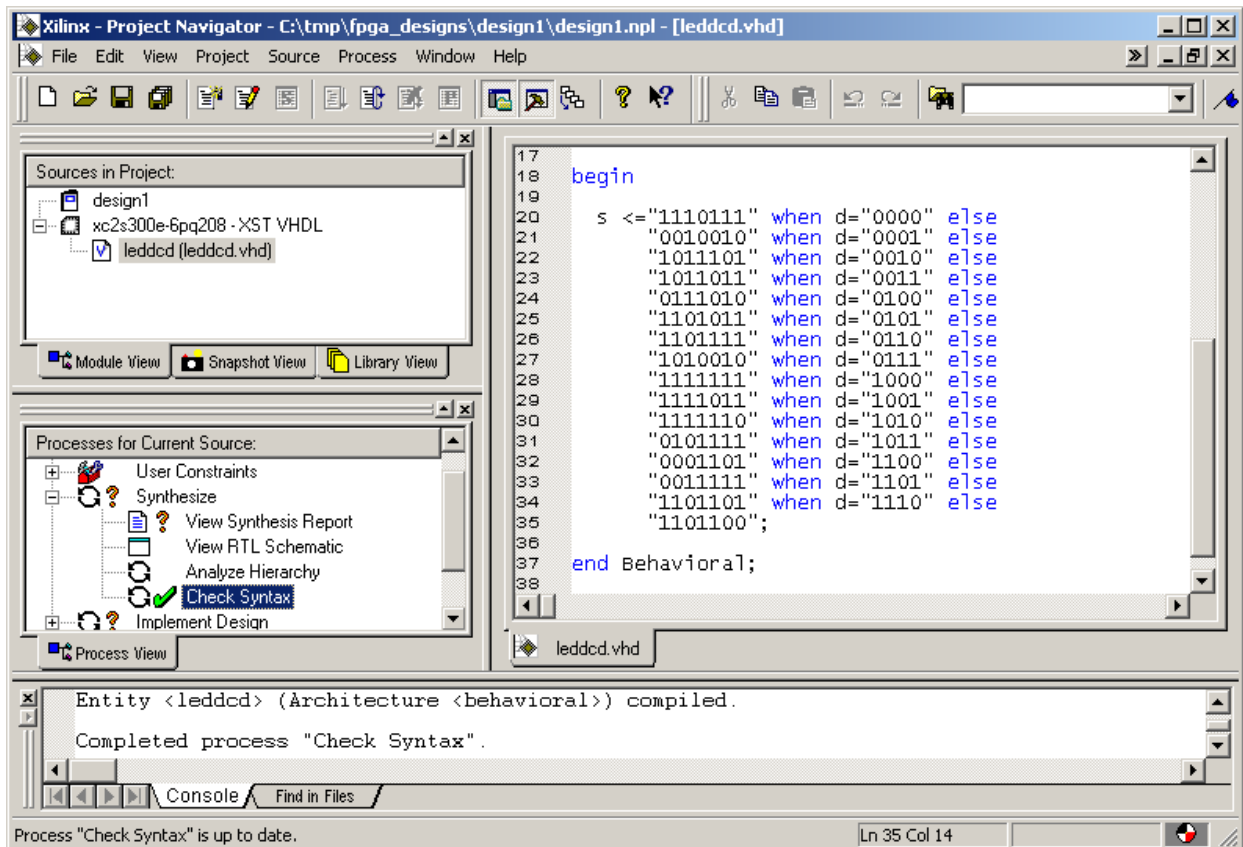 Xilinx - Project Navigator - C:\tmp\fpga_designs\design1\design1.npl - [leddcd.vhd]
File Edit View Project Source Process Window Help
Sources in Project:
design1
xc2s300e-6pq208 - XST VHDL
leddcd (leddcd.vhd)
Module View Snapshot View Library View
Processes for Current Source:
User Constraints
Synthesize
View Synthesis Report
View RTL Schematic
Analyze Hierarchy
Check Syntax
Implement Design
Process View
17
18 begin
19
20 s <="1110111" when d="0000" else
21 "0010010" when d="0001" else
22 "1011101" when d="0010" else
23 "1011011" when d="0011" else
24 "0111010" when d="0100" else
25 "1101011" when d="0101" else
26 "1101111" when d="0110" else
27 "1010010" when d="0111" else
28 "1111111" when d="1000" else
29 "1111011" when d="1001" else
30 "1111110" when d="1010" else
31 "0101111" when d="1011" else
32 "0001101" when d="1100" else
33 "0011111" when d="1101" else
34 "1101101" when d="1110" else
35 "1101100";
36
37 end Behavioral;
38
leddcd.vhd
Entity <leddcd> (Architecture <behavioral>) compiled.
Completed process "Check Syntax".
Console Find in Files
Process "Check Syntax" is up to date.
Ln 35 Col 14